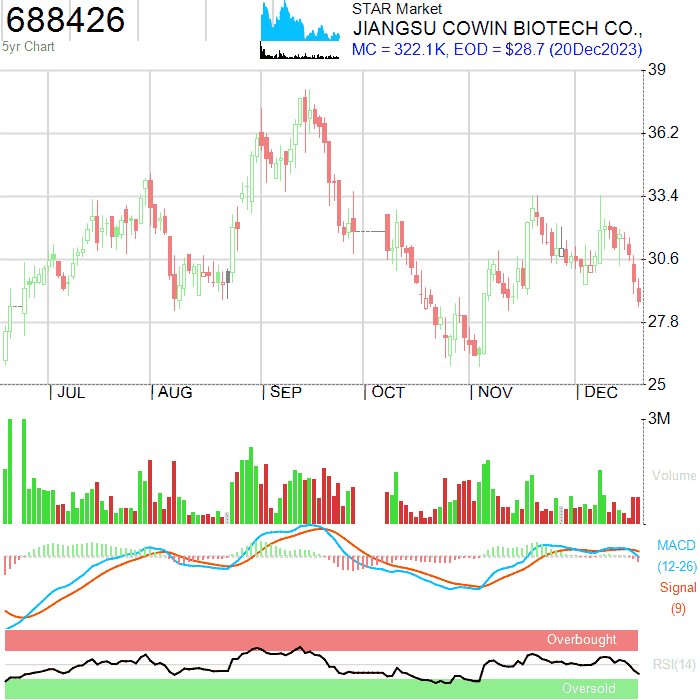 688426
5yr Chart
STAR Market
JIANGSU COWIN BIOTECH CO.,
MC = 322.1K, EOD = $28.7 (20Dec2023)
39
36.2
33.4
30.6
27.8
25
JUL AUG SEP OCT NOV DEC
3M
Volume
MACD
(12-26)
Signal
(9)
Overbought
RSI(14)
Oversold